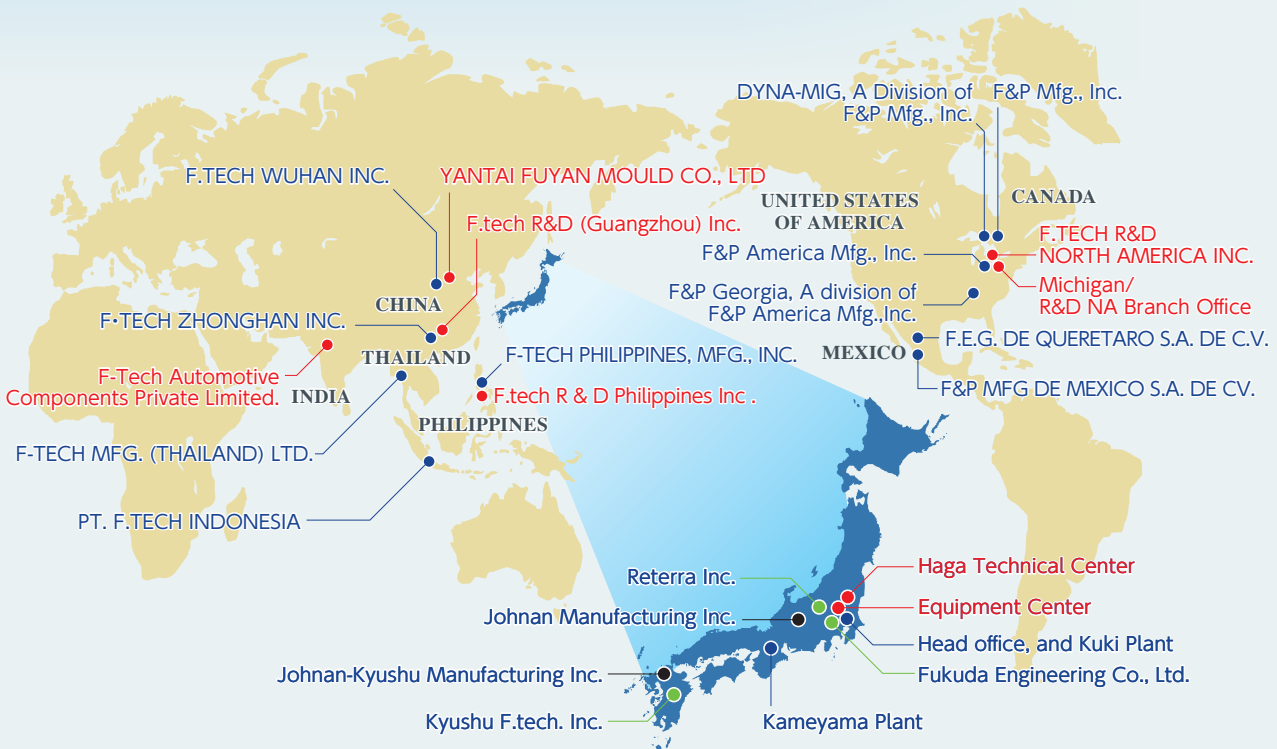 DYNA-MIG, A Division of
F&P Mfg., Inc.
F&P Mfg., Inc.
F.TECH WUHAN INC.
YANTAI FUYAN MOULD CO., LTD
UNITED STATES
OF AMERICA
CANADA
F.tech R&D (Guangzhou) Inc.
F&P America Mfg., Inc.
F.TECH R&D
NORTH AMERICA INC.
Michigan/
R&D NA Branch Office
F&P Georgia, A division of
F&P America Mfg.,Inc.
CHINA
F・TECH ZHONGHAN INC.
THAILAND
F-TECH PHILIPPINES, MFG., INC.
MEXICO
F.E.G. DE QUERETARO S.A. DE C.V.
F-Tech Automotive
Components Private Limited.
INDIA
F.tech R & D Philippines Inc .
F&P MFG DE MEXICO S.A. DE CV.
PHILIPPINES
F-TECH MFG. (THAILAND) LTD.
PT. F.TECH INDONESIA
Reterra Inc.
Haga Technical Center
Johnan Manufacturing Inc.
Equipment Center
Head office, and Kuki Plant
Johnan-Kyushu Manufacturing Inc.
Fukuda Engineering Co., Ltd.
Kyushu F.tech. Inc.
Kameyama Plant